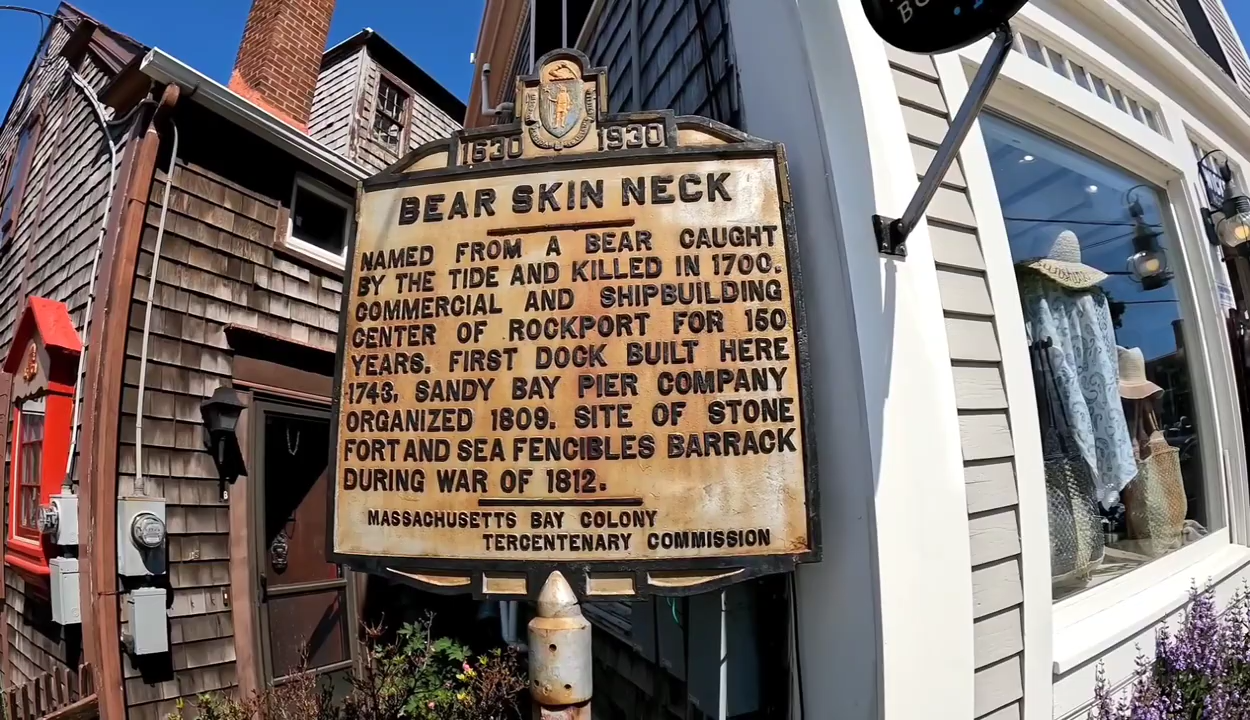 1630 1930
BEAR SKIN NECK
NAMED FROM A BEAR CAUGHT
BY THE TIDE AND KILLED IN 1700.
COMMERCIAL AND SHIPBUILDING
CENTER OF ROCKPORT FOR 150
YEARS. FIRST DOCK BUILT HERE
1743. SANDY BAY PIER COMPANY
ORGANIZED 1809. SITE OF STONE
FORT AND SEA FENCIBLES BARRACK
DURING WAR OF 1812.
MASSACHUSETTS BAY COLONY
TERCENTENARY COMMISSION